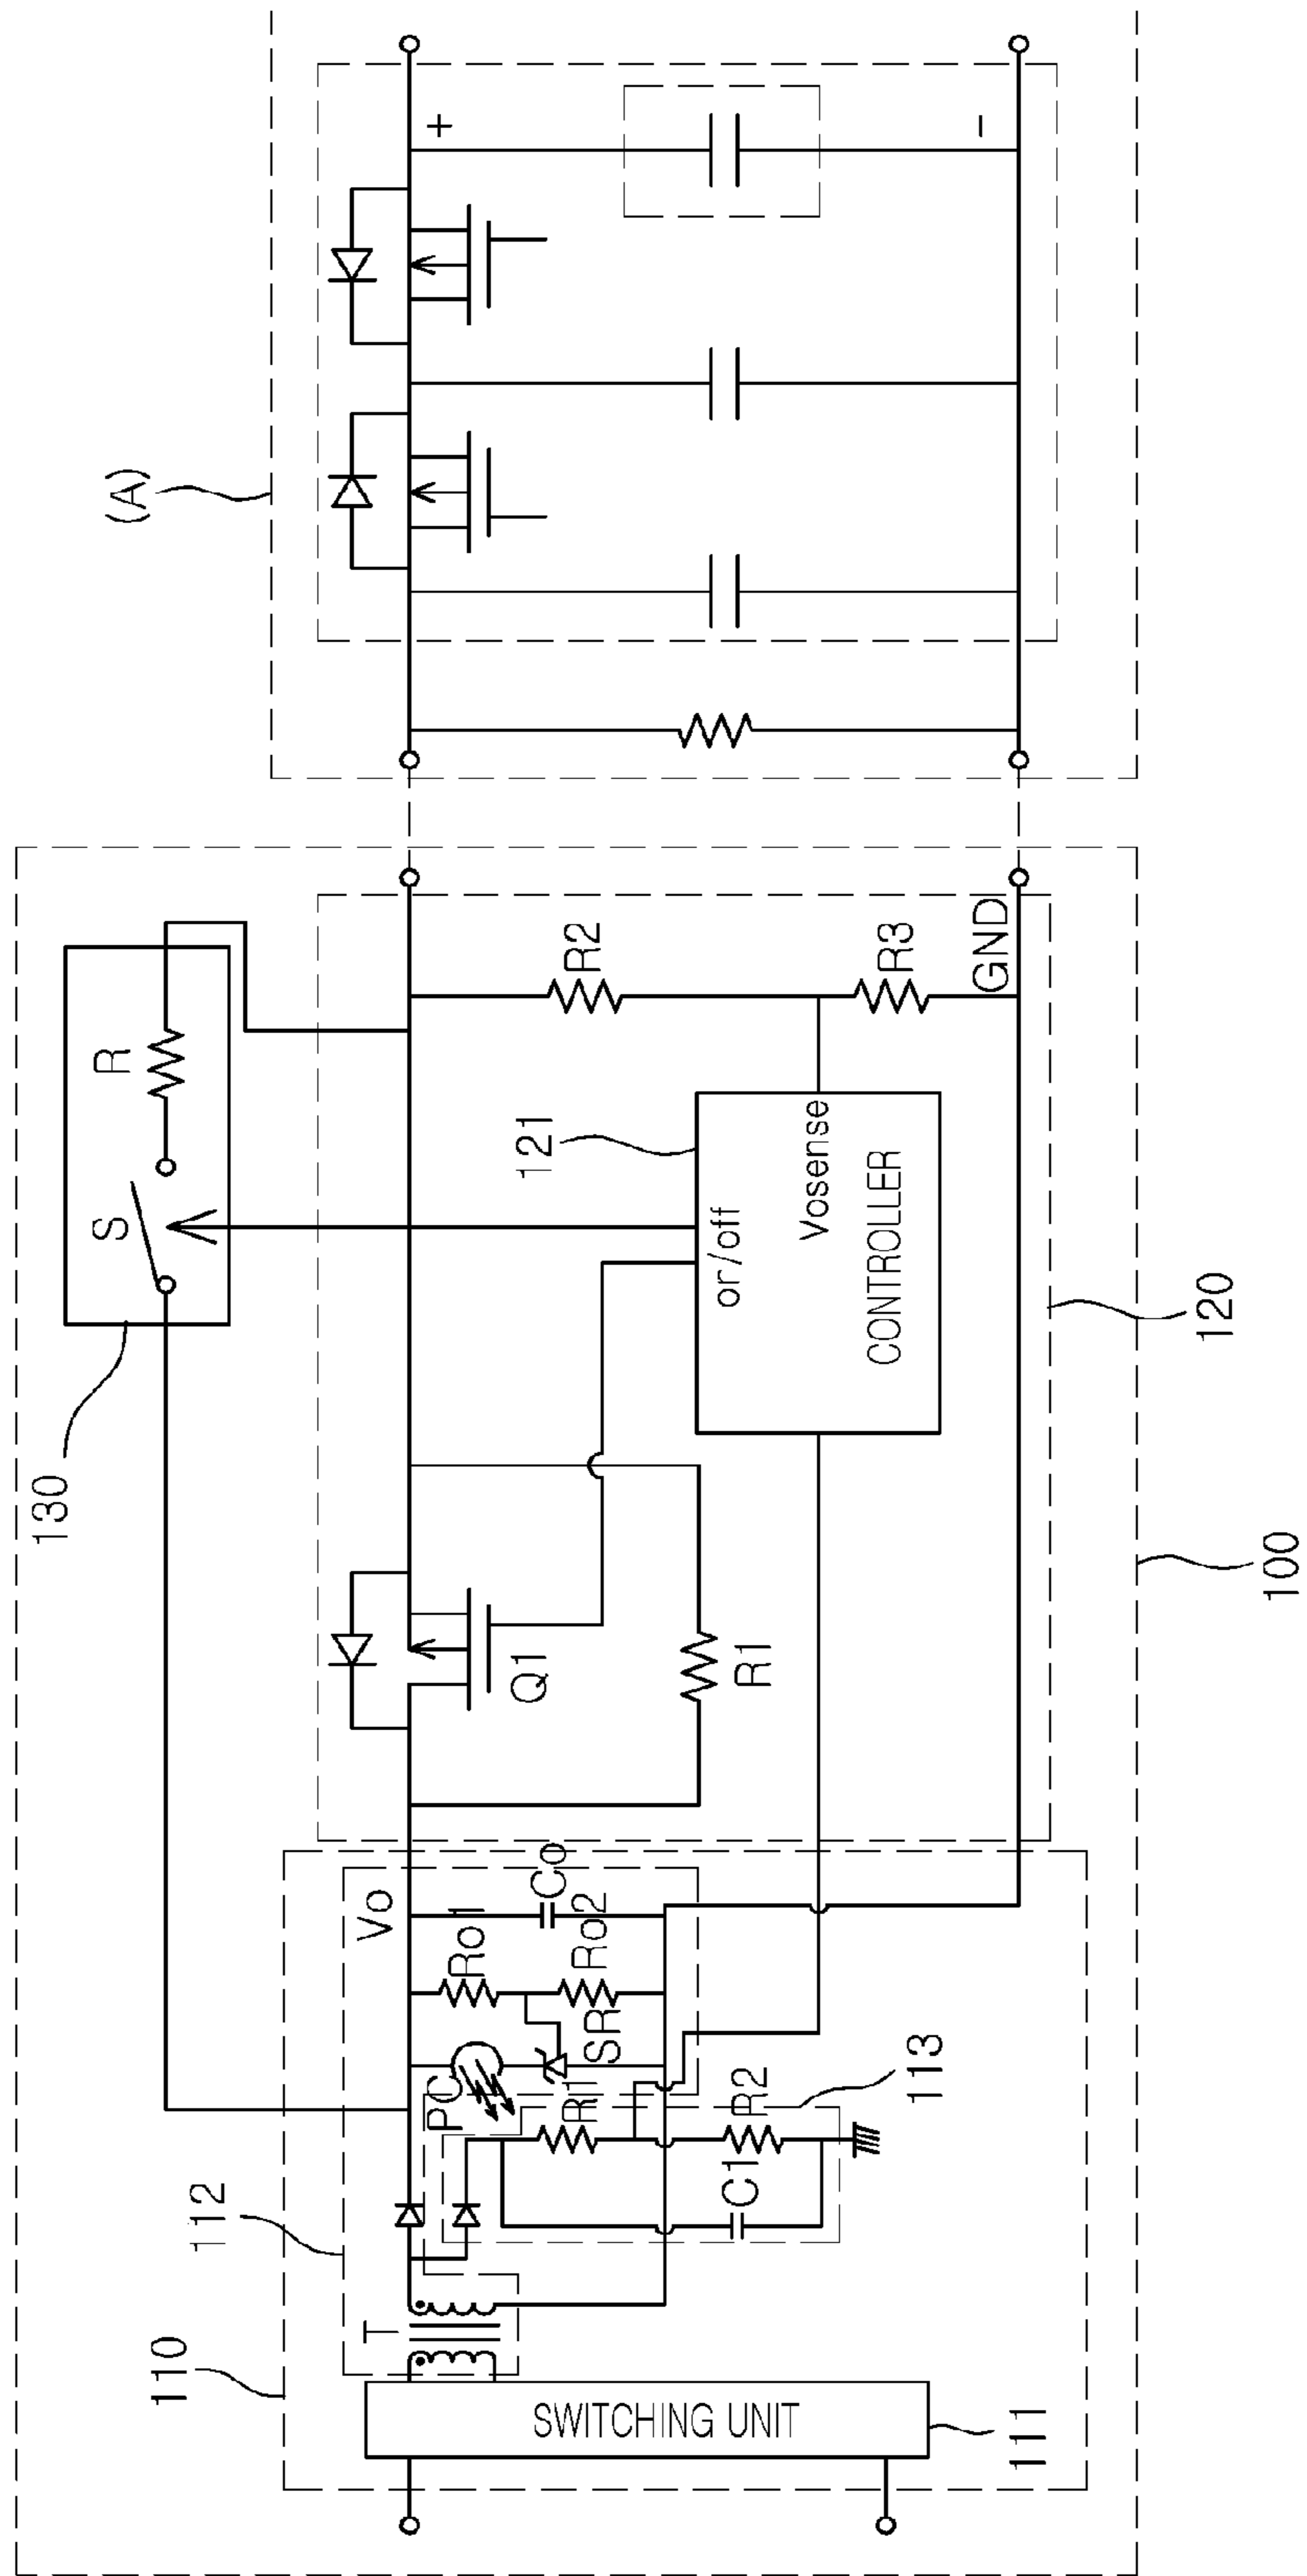 130
S
R
(A)
112
110
T
Vo
PC
Ro1
Co
Ro2
SR
R1
R2
C1
113
SWITCHING UNIT
111
Q1
R1
121
or/off
Vosense
CONTROLLER
R2
R3
GND
120
100
+
-